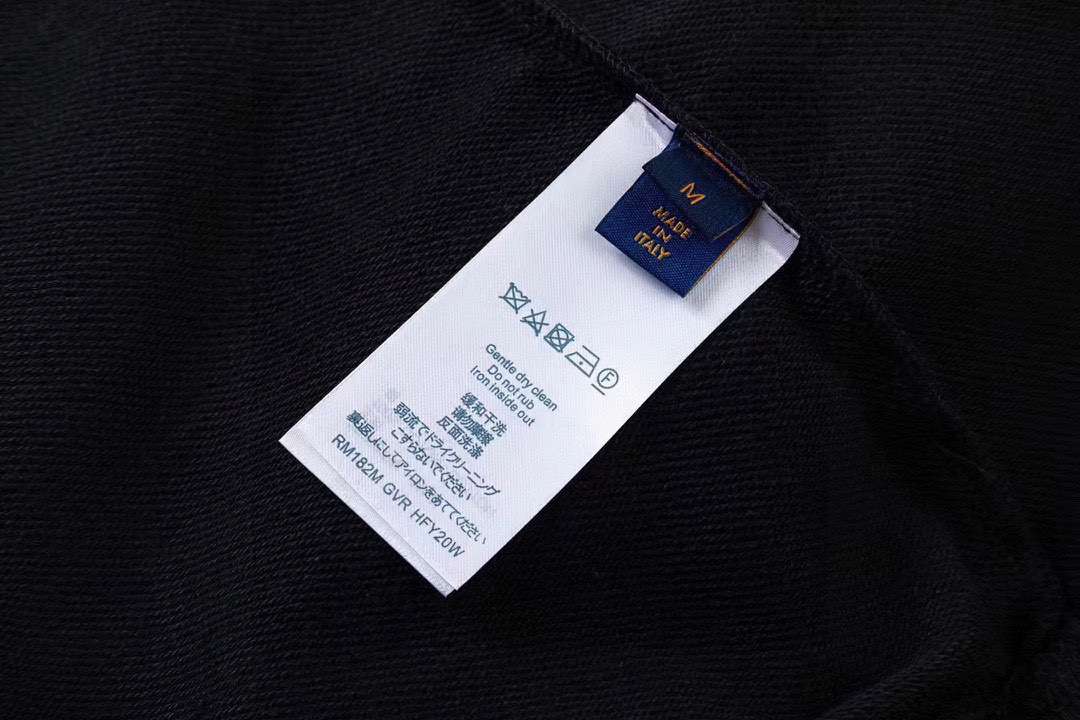 M
MADE
IN
ITALY
F
Gentle dry clean
Do not rub
Iron inside out
缓和干洗
请勿摩擦
反面洗涤
弱流でドライクリーニング
こすらないでください
裏返しにしてアイロンをあててください
RM182M GVR HFY20W